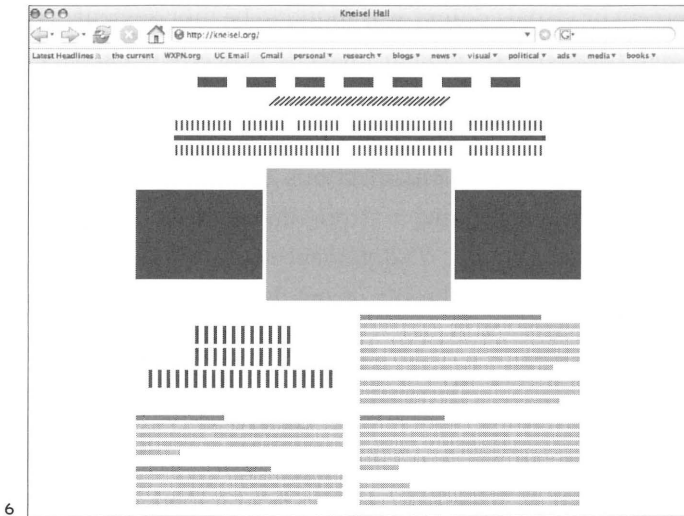 Kneisel Hall
http://kneisel.org/
G
Latest Headlines the current WXPN.org UC Email Gmail personal research blogs news visual political ads media books
6